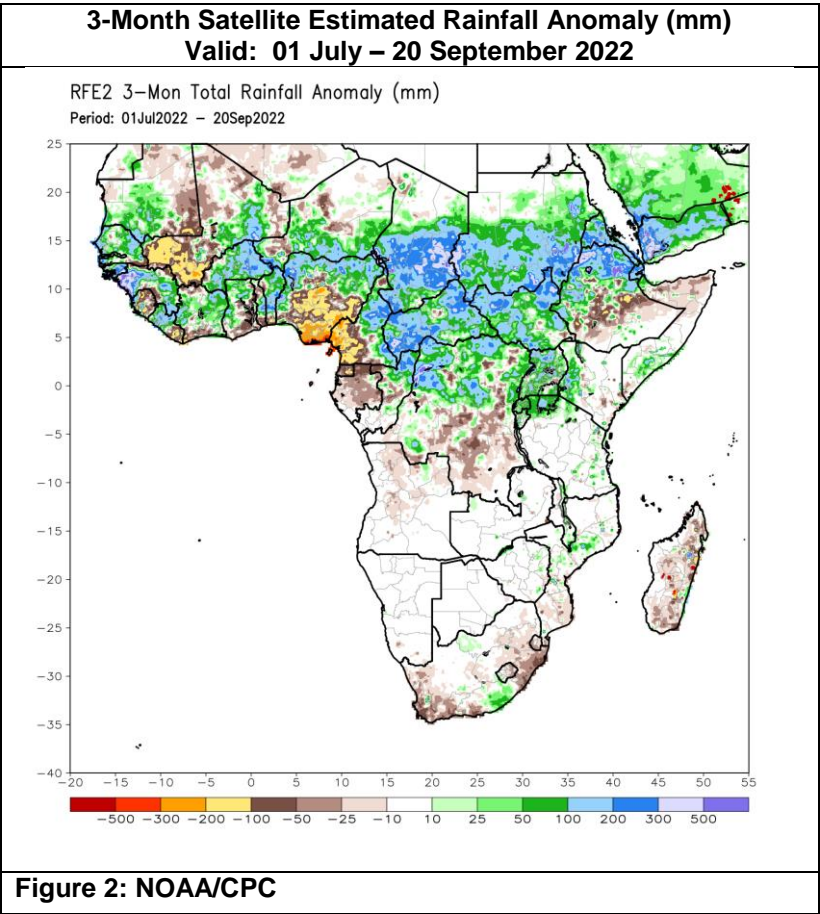 3-Month Satellite Estimated Rainfall Anomaly (mm)
Valid: 01 July – 20 September 2022
RFE2 3-Mon Total Rainfall Anomaly (mm)
Period: 01Jul2022 – 20Sep2022
25
20
15
10
5
0
-5
-10
-15
-20
-25
-30
-35
-40
-20 -15 -10 -5 0 5 10 15 20 25 30 35 40 45 50 55
-500 -300 -200 -100 -50 -25 -10 10 25 50 100 200 300 500
Figure 2: NOAA/CPC